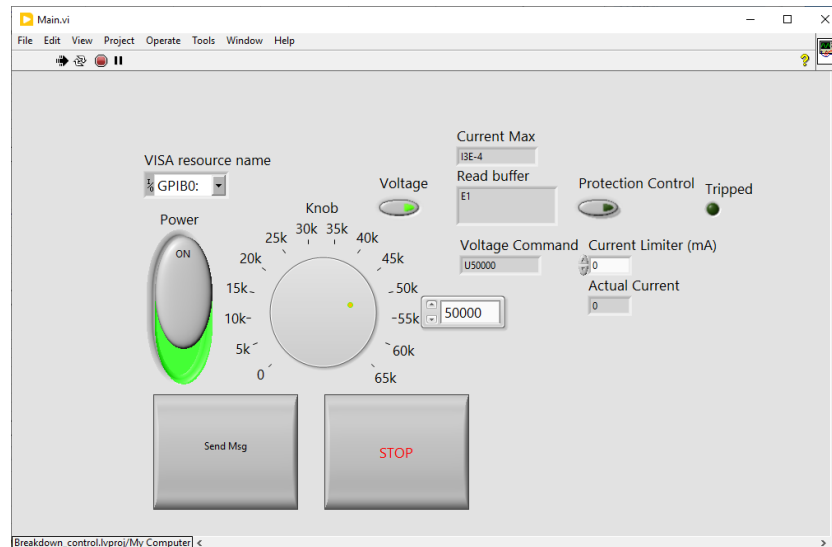 Main.vi
File Edit View Project Operate Tools Window Help
Current Max
I3E-4
VISA resource name
GPIB0:
Read buffer
E1
Voltage
Protection Control
Tripped
Power
ON
Knob
0
5k
10k
15k
20k
25k
30k
35k
40k
45k
50k
55k
60k
65k
50000
Voltage Command
U50000
Current Limiter (mA)
0
Actual Current
0
Send Msg
STOP
Breakdown_control.lvproj/My Computer